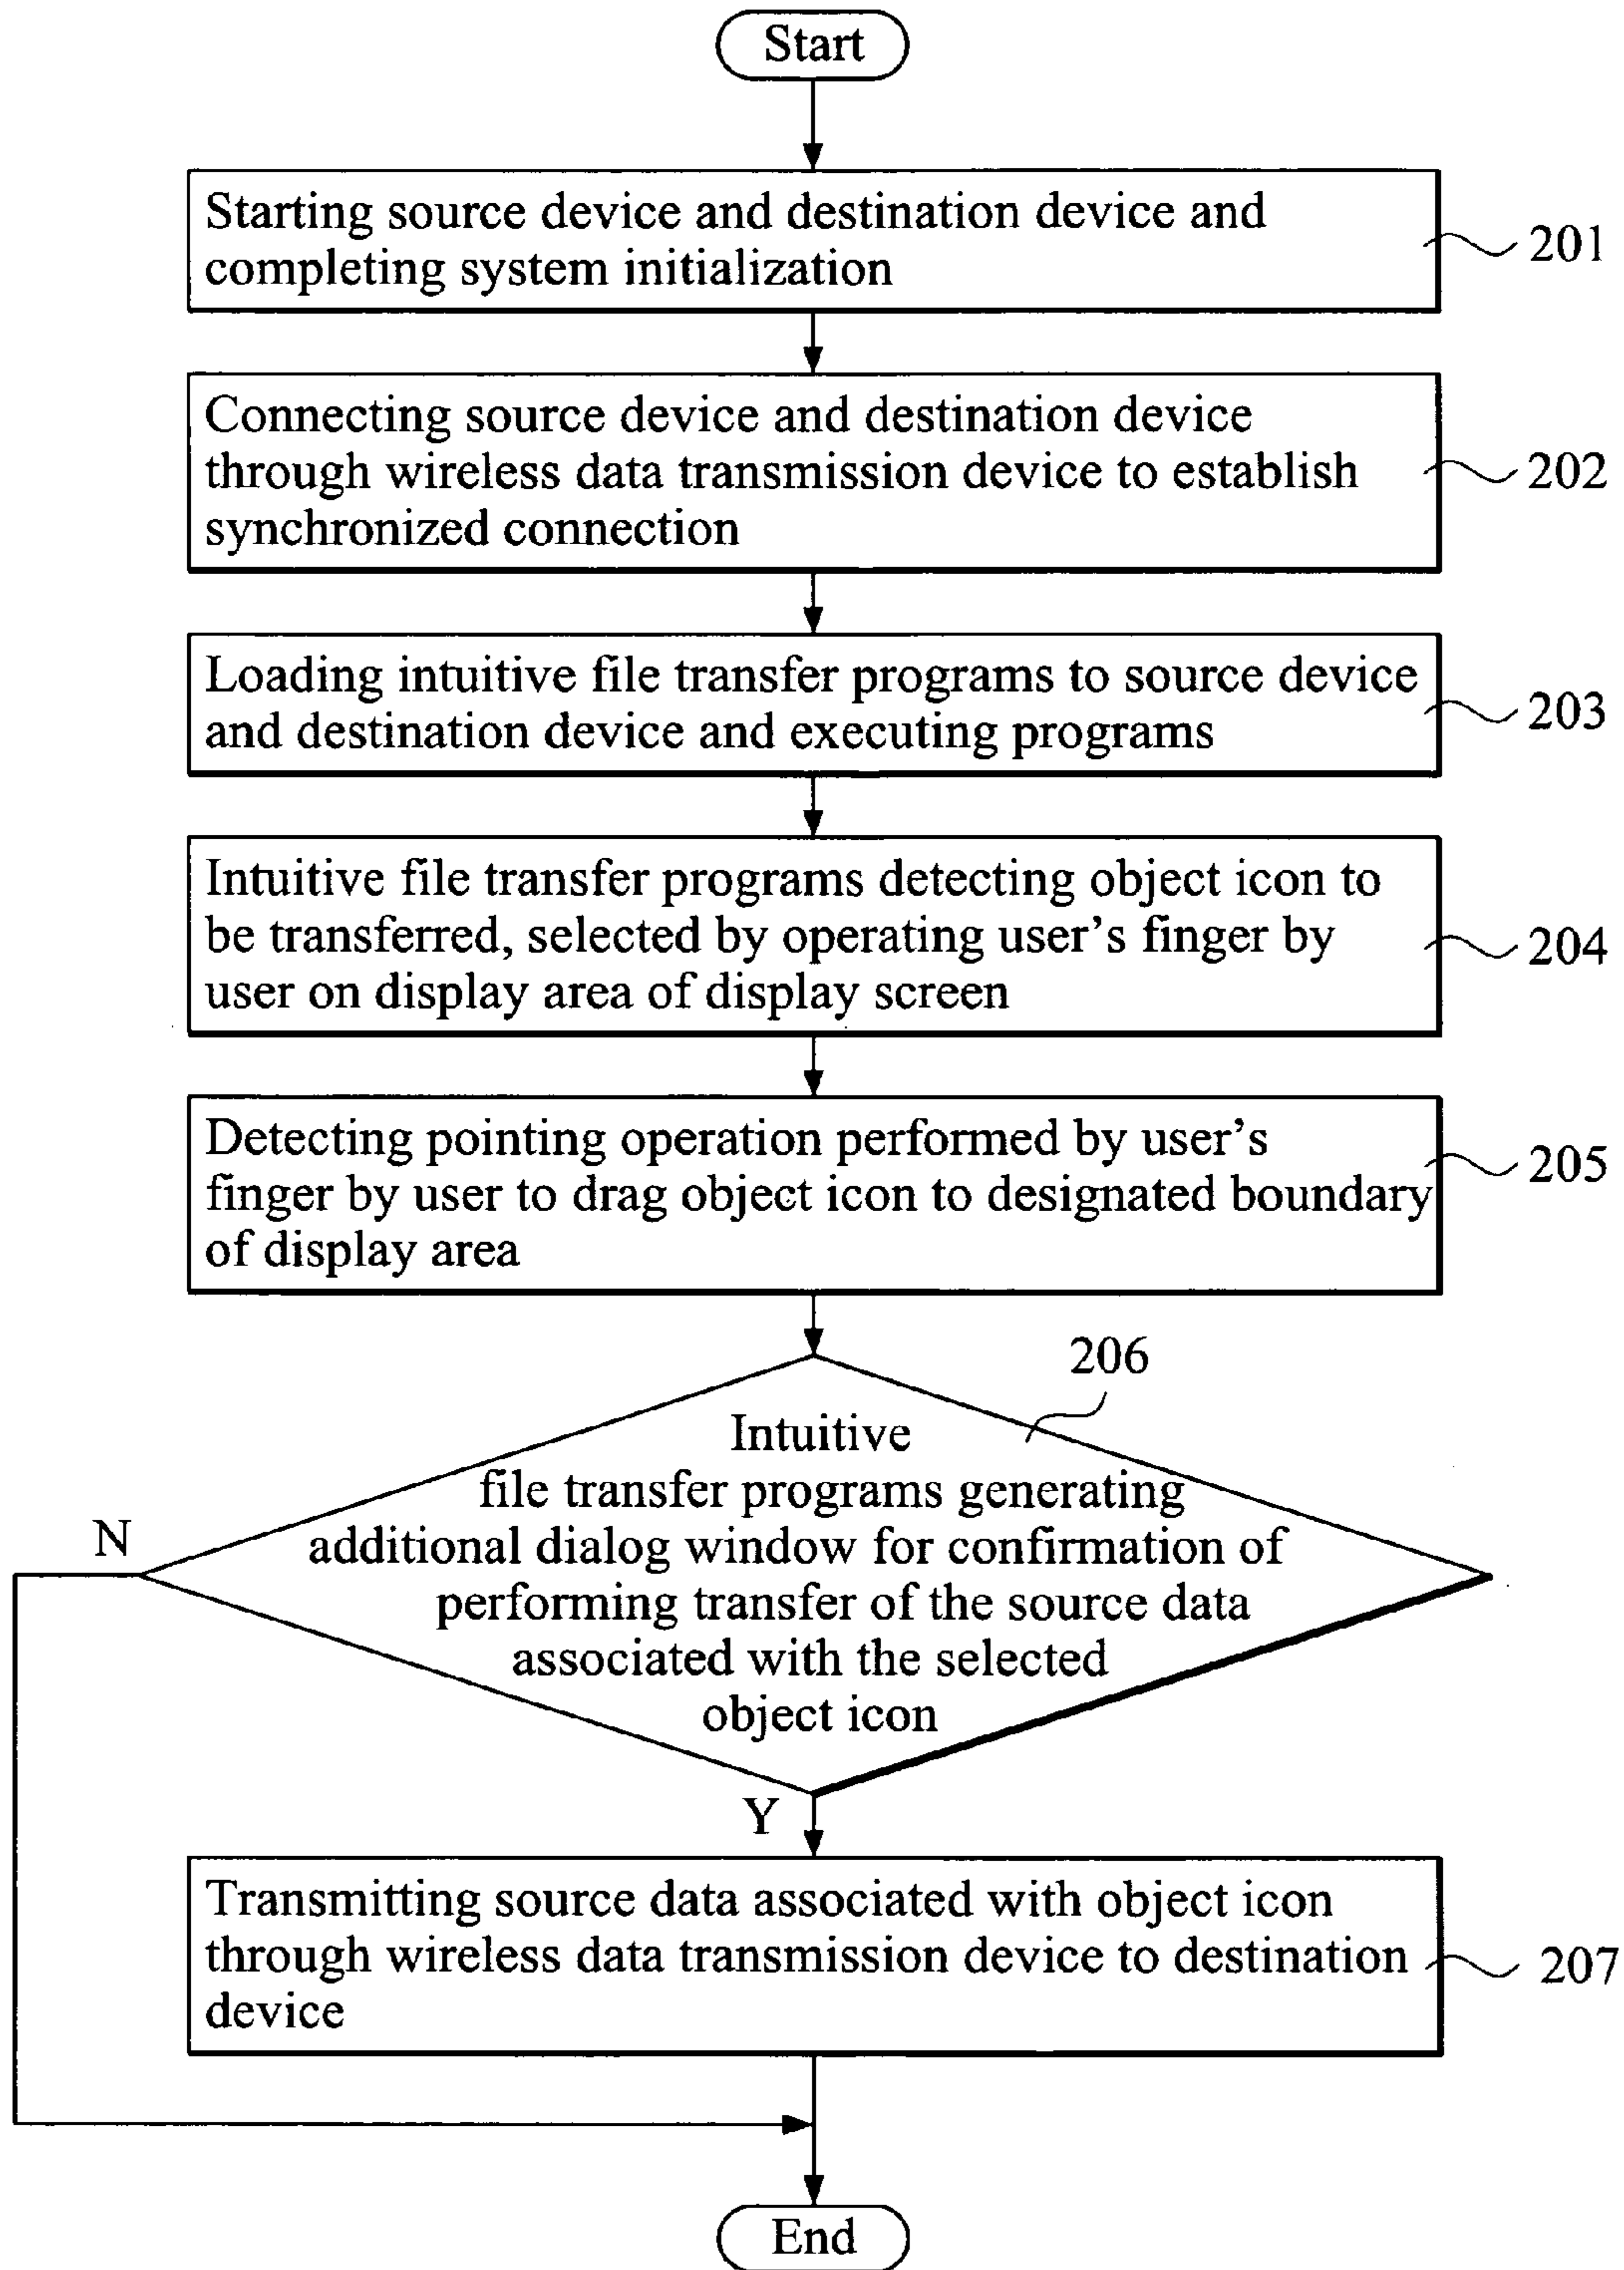 Start
Starting source device and destination device and
completing system initialization
201
Connecting source device and destination device
through wireless data transmission device to establish
synchronized connection
202
Loading intuitive file transfer programs to source device
and destination device and executing programs
203
Intuitive file transfer programs detecting object icon to
be transferred, selected by operating user's finger by
user on display area of display screen
204
Detecting pointing operation performed by user's
finger by user to drag object icon to designated boundary
of display area
205
206
Intuitive
file transfer programs generating
additional dialog window for confirmation of
performing transfer of the source data
associated with the selected
object icon
N
Y
Transmitting source data associated with object icon
through wireless data transmission device to destination
device
207
End